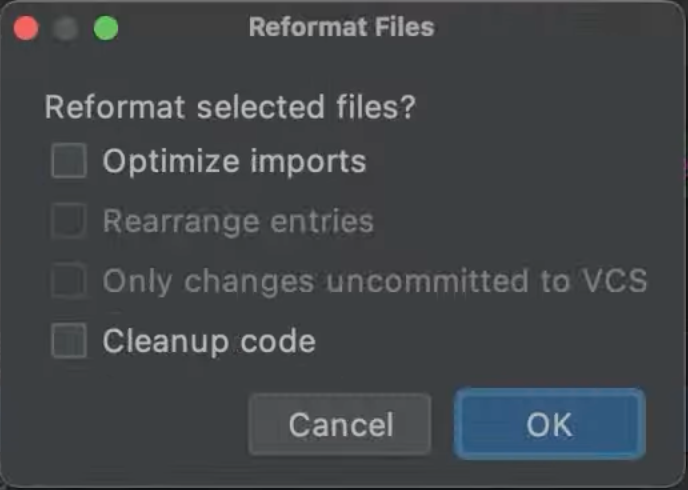 Reformat Files
Reformat selected files?
Optimize imports
Rearrange entries
Only changes uncommitted to VCS
Cleanup code
Cancel
OK